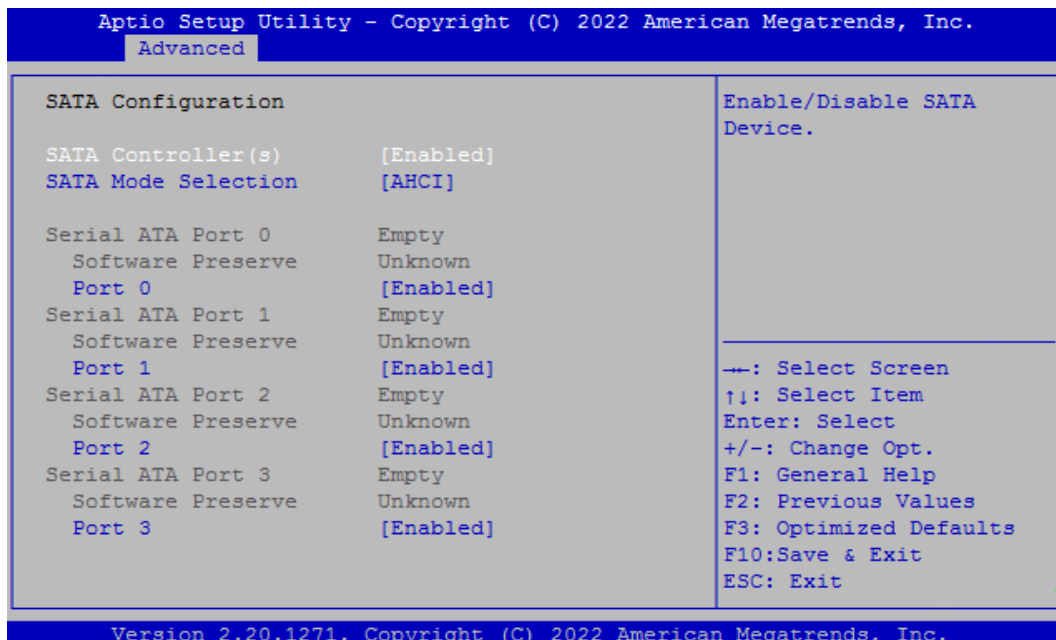 Aptio Setup Utility - Copyright (C) 2022 American Megatrends, Inc.
Advanced
SATA Configuration
SATA Controller(s) [Enabled]
SATA Mode Selection [AHCI]
Serial ATA Port 0 Empty
Software Preserve Unknown
Port 0 [Enabled]
Serial ATA Port 1 Empty
Software Preserve Unknown
Port 1 [Enabled]
Serial ATA Port 2 Empty
Software Preserve Unknown
Port 2 [Enabled]
Serial ATA Port 3 Empty
Software Preserve Unknown
Port 3 [Enabled]
Enable/Disable SATA
Device.
→←: Select Screen
↑↓: Select Item
Enter: Select
+/-: Change Opt.
F1: General Help
F2: Previous Values
F3: Optimized Defaults
F10:Save & Exit
ESC: Exit
Version 2.20.1271. Copyright (C) 2022 American Megatrends, Inc.